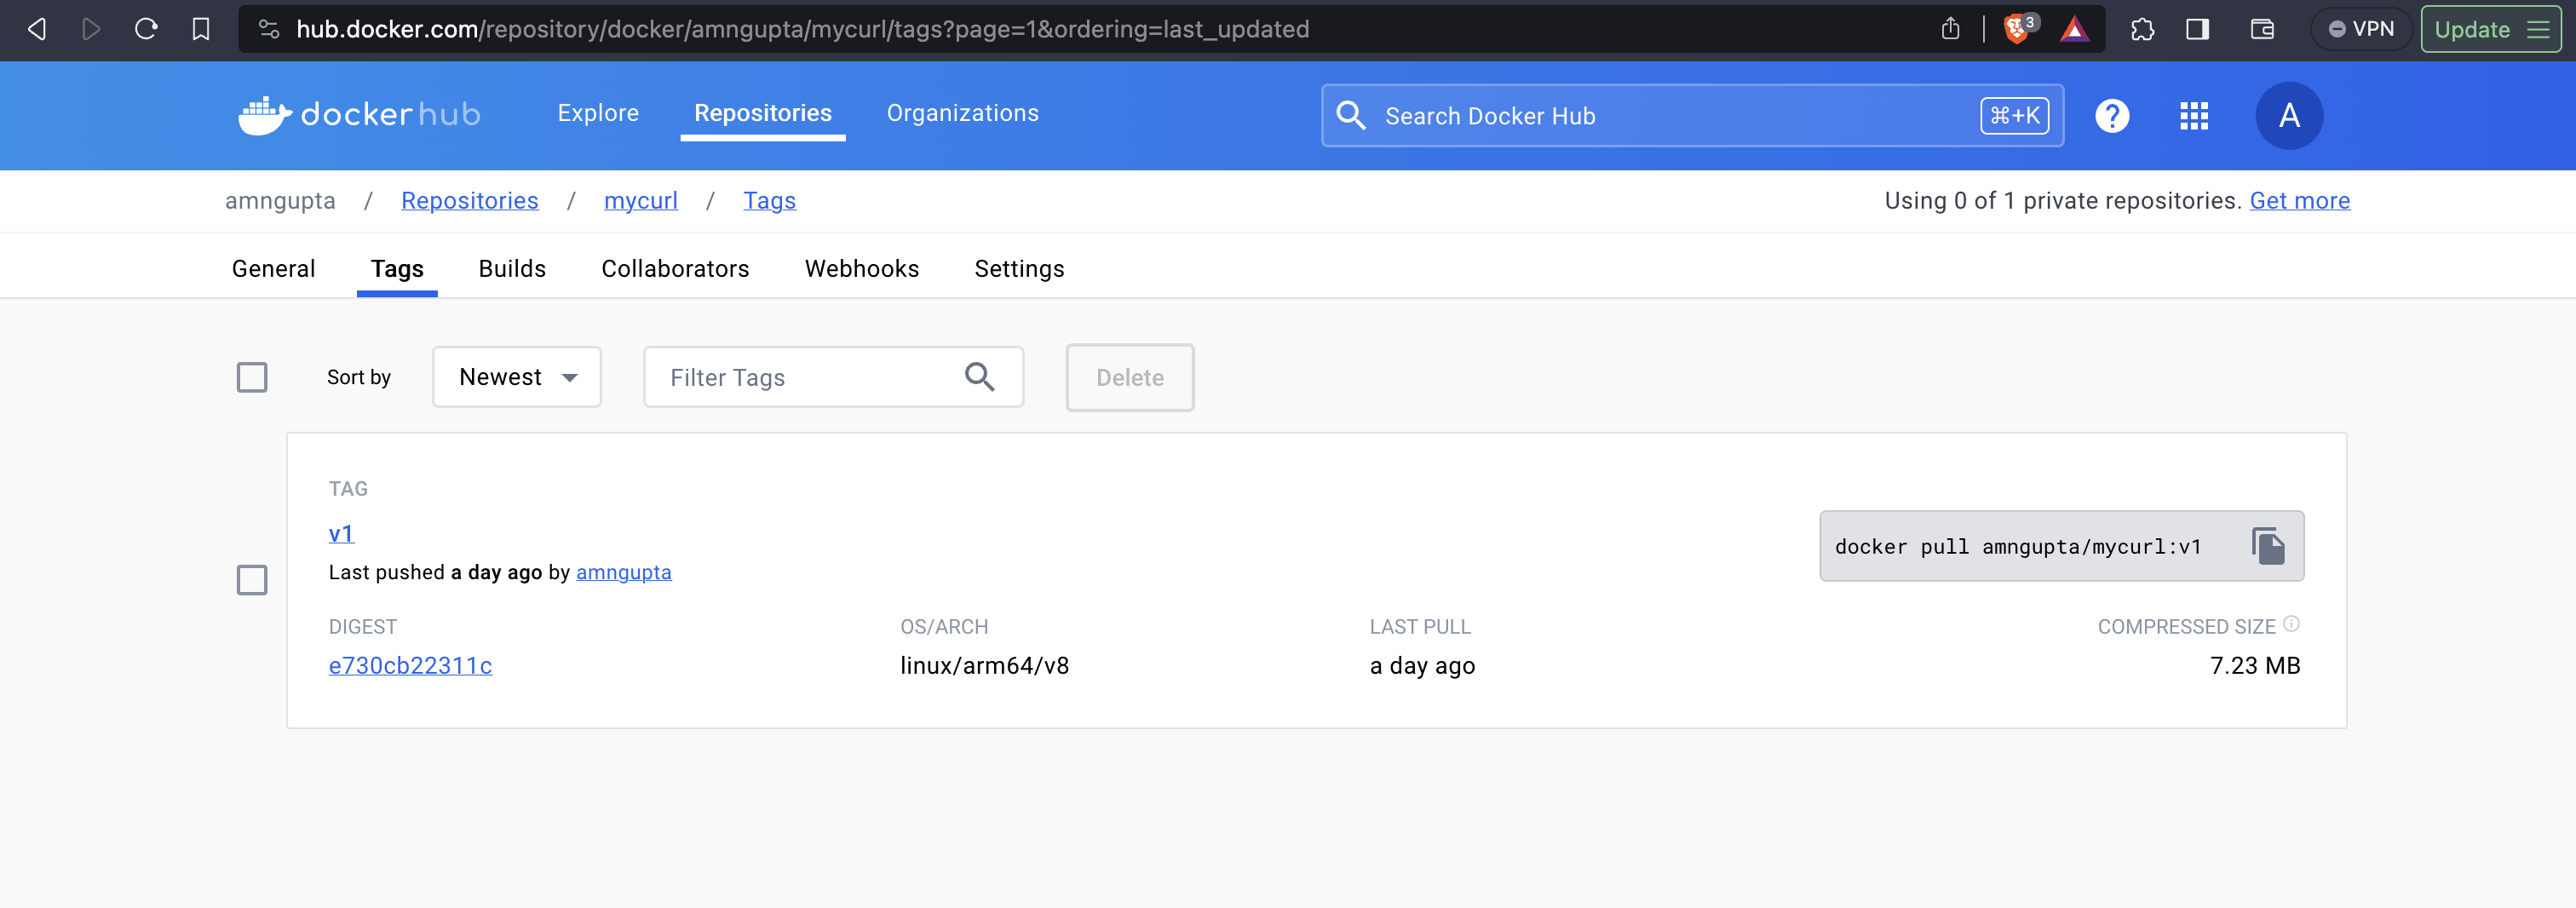 hub.docker.com/repository/docker/amngupta/mycurl/tags?page=1&ordering=last_updated
3
VPN
Update
dockerhub
Explore
Repositories
Organizations
Search Docker Hub
⌘+K
?
A
amngupta / Repositories / mycurl / Tags
Using 0 of 1 private repositories. Get more
General
Tags
Builds
Collaborators
Webhooks
Settings
Sort by
Newest
Filter Tags
Delete
TAG
v1
Last pushed a day ago by amngupta
docker pull amngupta/mycurl:v1
DIGEST
e730cb22311c
OS/ARCH
linux/arm64/v8
LAST PULL
a day ago
COMPRESSED SIZE
7.23 MB